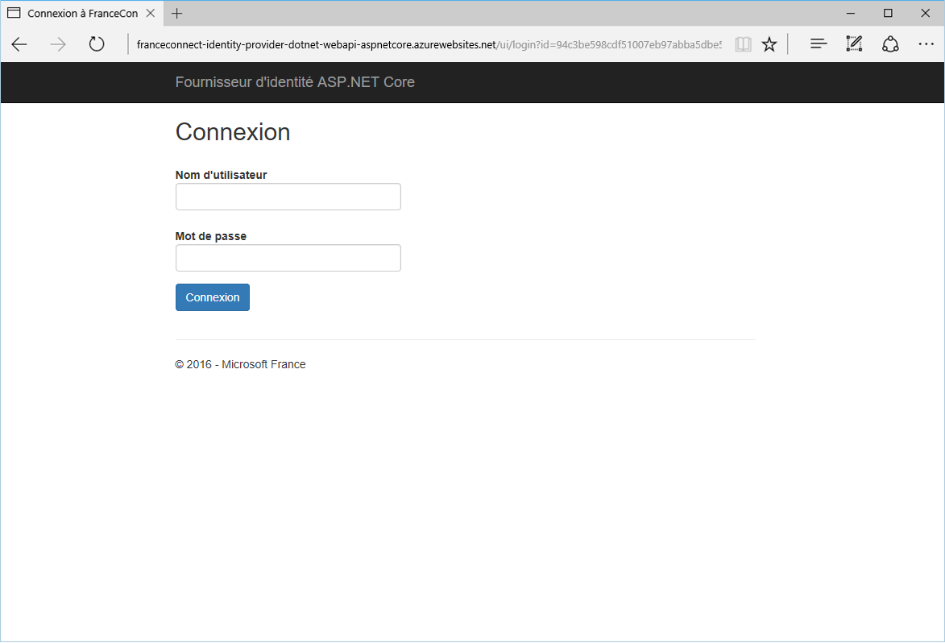 Connexion à FranceCon
franceconnect-identity-provider-dotnet-webapi-aspnetcore.azurewebsites.net/ui/login?id=94c3be598cdf51007eb97abba5dbe5
Fournisseur d'identité ASP.NET Core
Connexion
Nom d'utilisateur
Mot de passe
Connexion
© 2016 - Microsoft France